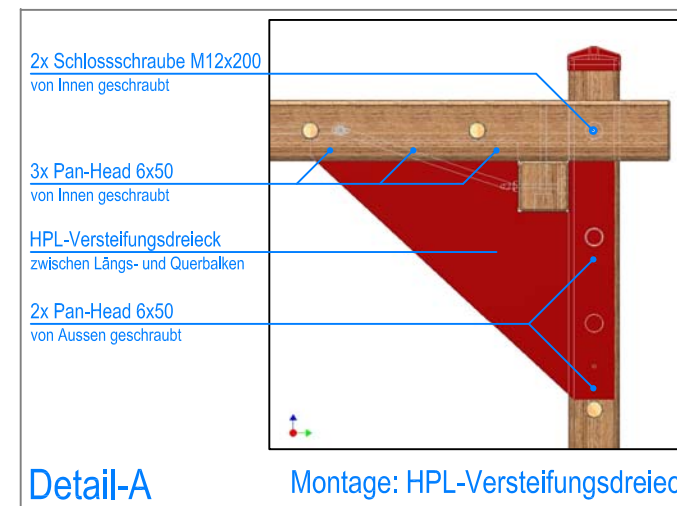 2x Schlossschraube M12x200
von Innen geschraubt
3x Pan-Head 6x50
von Innen geschraubt
HPL-Versteifungsdreieck
zwischen Längs- und Querbalken
2x Pan-Head 6x50
von Aussen geschraubt
Detail-A
Montage: HPL-Versteifungsdreiec